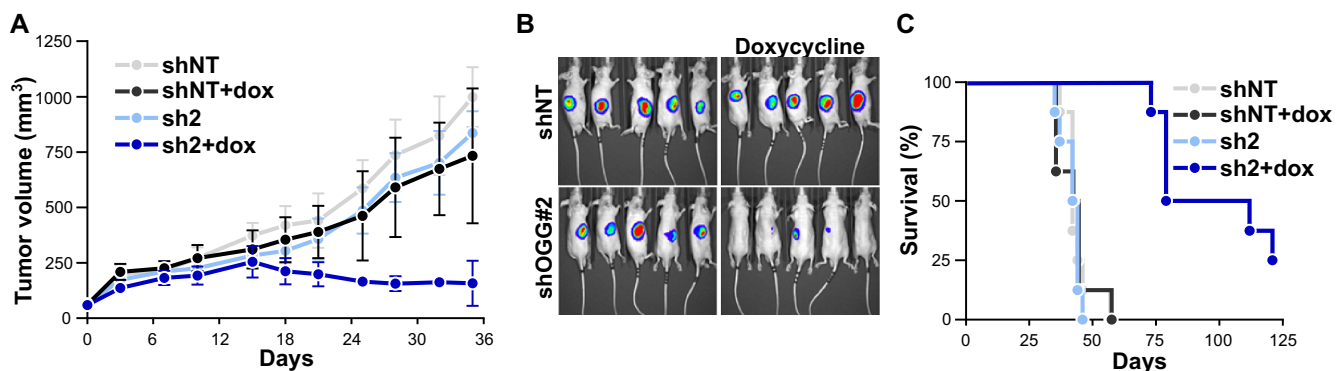 A
Tumor volume (mm³)
1250
1000
750
500
250
0
0 6 12 18 24 30 36
Days
shNT
shNT+dox
sh2
sh2+dox
B
Doxycycline
shNT
shOGG#2
C
Survival (%)
100
75
50
25
0
0 25 50 75 100 125
Days
shNT
shNT+dox
sh2
sh2+dox